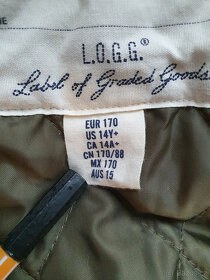 L.O.G.G.®
Label of Graded Goods
EUR 170
US 14Y+
CA 14A+
CN 170/88
MX 170
AUS 15